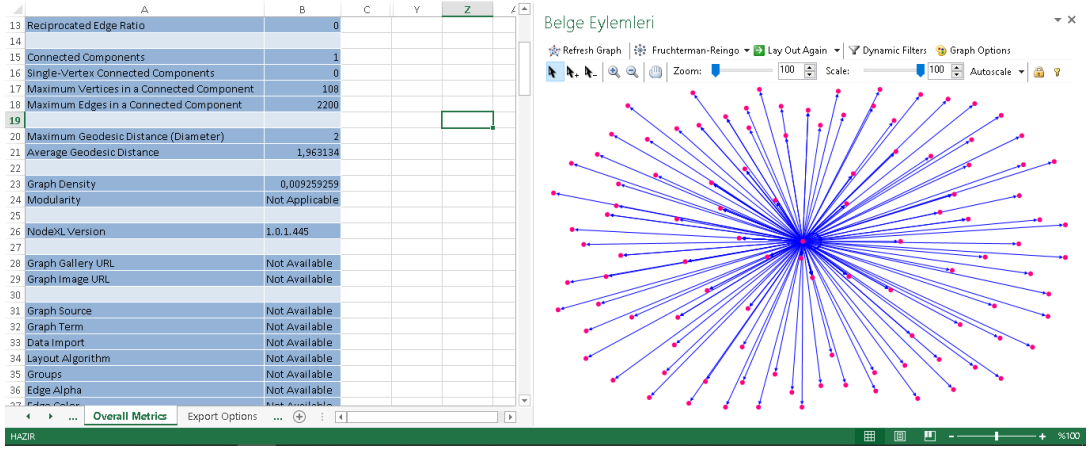 A B C Y Z
13 Reciprocated Edge Ratio 0
14
15 Connected Components 1
16 Single-Vertex Connected Components 0
17 Maximum Vertices in a Connected Component 108
18 Maximum Edges in a Connected Component 2200
19
20 Maximum Geodesic Distance (Diameter) 2
21 Average Geodesic Distance 1,963134
22
23 Graph Density 0,009259259
24 Modularity Not Applicable
25
26 NodeXL Version 1.0.1.445
27
28 Graph Gallery URL Not Available
29 Graph Image URL Not Available
30
31 Graph Source Not Available
32 Graph Term Not Available
33 Data Import Not Available
34 Layout Algorithm Not Available
35 Groups Not Available
36 Edge Alpha Not Available
37 Edge Color Not Available
... Overall Metrics Export Options ...
HAZIR
Belge Eylemleri
Refresh Graph Fruchterman-Reingo Lay Out Again Dynamic Filters Graph Options
Zoom: 100 Scale: 100 Autoscale
%100